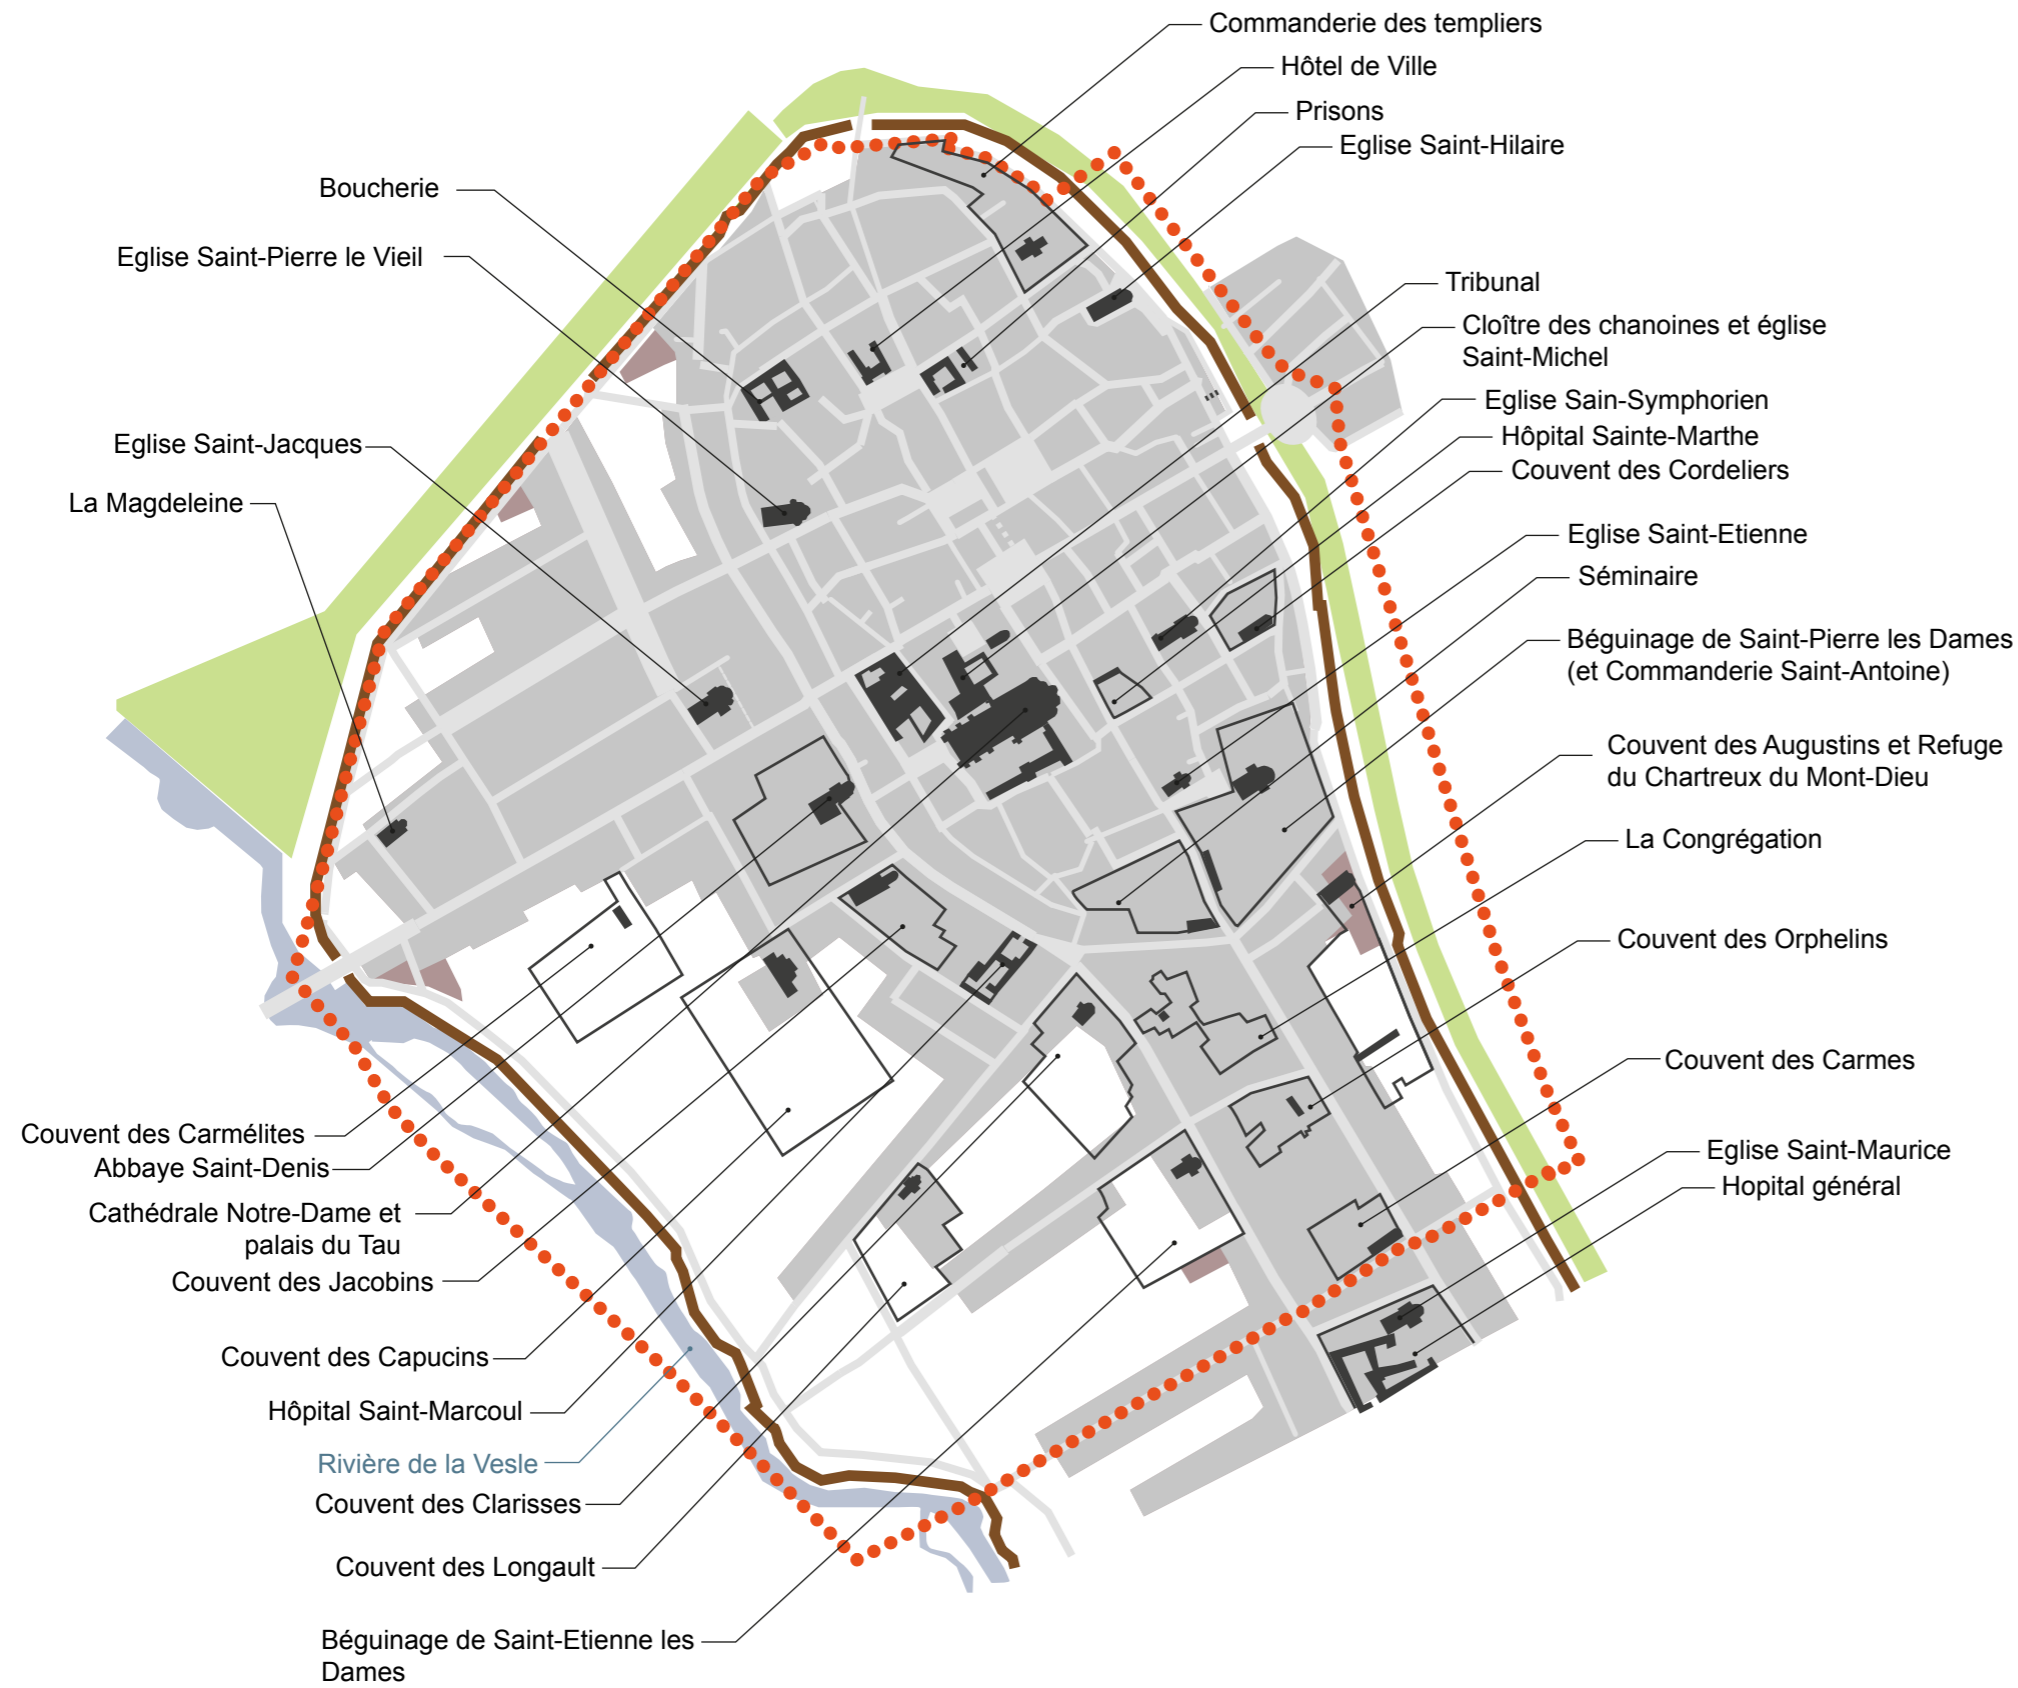 Commanderie des templiers
Hôtel de Ville
Prisons
Eglise Saint-Hilaire
Boucherie
Eglise Saint-Pierre le Vieil
Tribunal
Cloître des chanoines et église
Saint-Michel
Eglise Sain-Symphorien
Hôpital Sainte-Marthe
Couvent des Cordeliers
Eglise Saint-Jacques
La Magdeleine
Eglise Saint-Etienne
Séminaire
Béguinage de Saint-Pierre les Dames
(et Commanderie Saint-Antoine)
Couvent des Augustins et Refuge
du Chartreux du Mont-Dieu
La Congrégation
Couvent des Orphelins
Couvent des Carmes
Eglise Saint-Maurice
Hopital général
Couvent des Carmélites
Abbaye Saint-Denis
Cathédrale Notre-Dame et
palais du Tau
Couvent des Jacobins
Couvent des Capucins
Hôpital Saint-Marcoul
Rivière de la Vesle
Couvent des Clarisses
Couvent des Longault
Béguinage de Saint-Etienne les
Dames